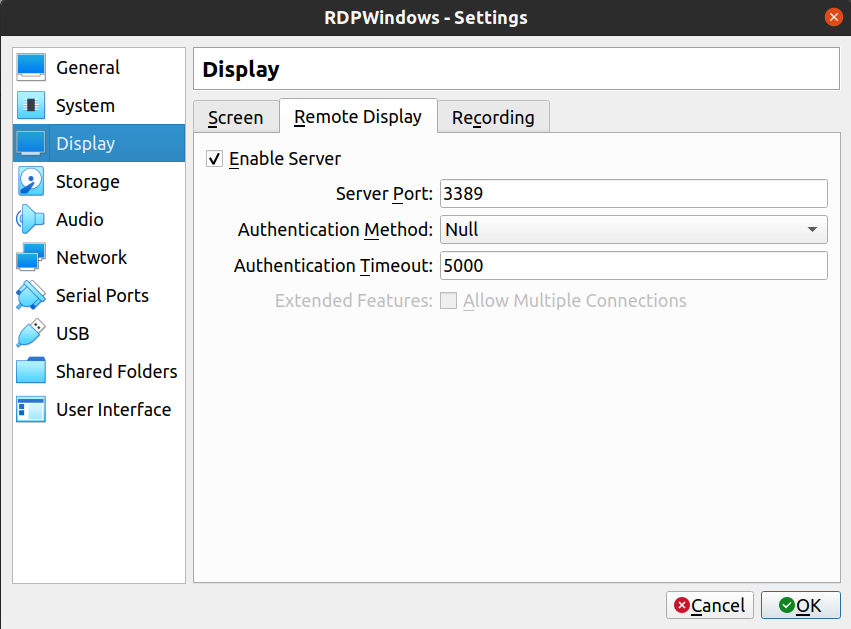 RDPWindows - Settings
General
System
Display
Storage
Audio
Network
Serial Ports
USB
Shared Folders
User Interface
Display
Screen
Remote Display
Recording
Enable Server
Server Port: 3389
Authentication Method: Null
Authentication Timeout: 5000
Extended Features: Allow Multiple Connections
Cancel
OK